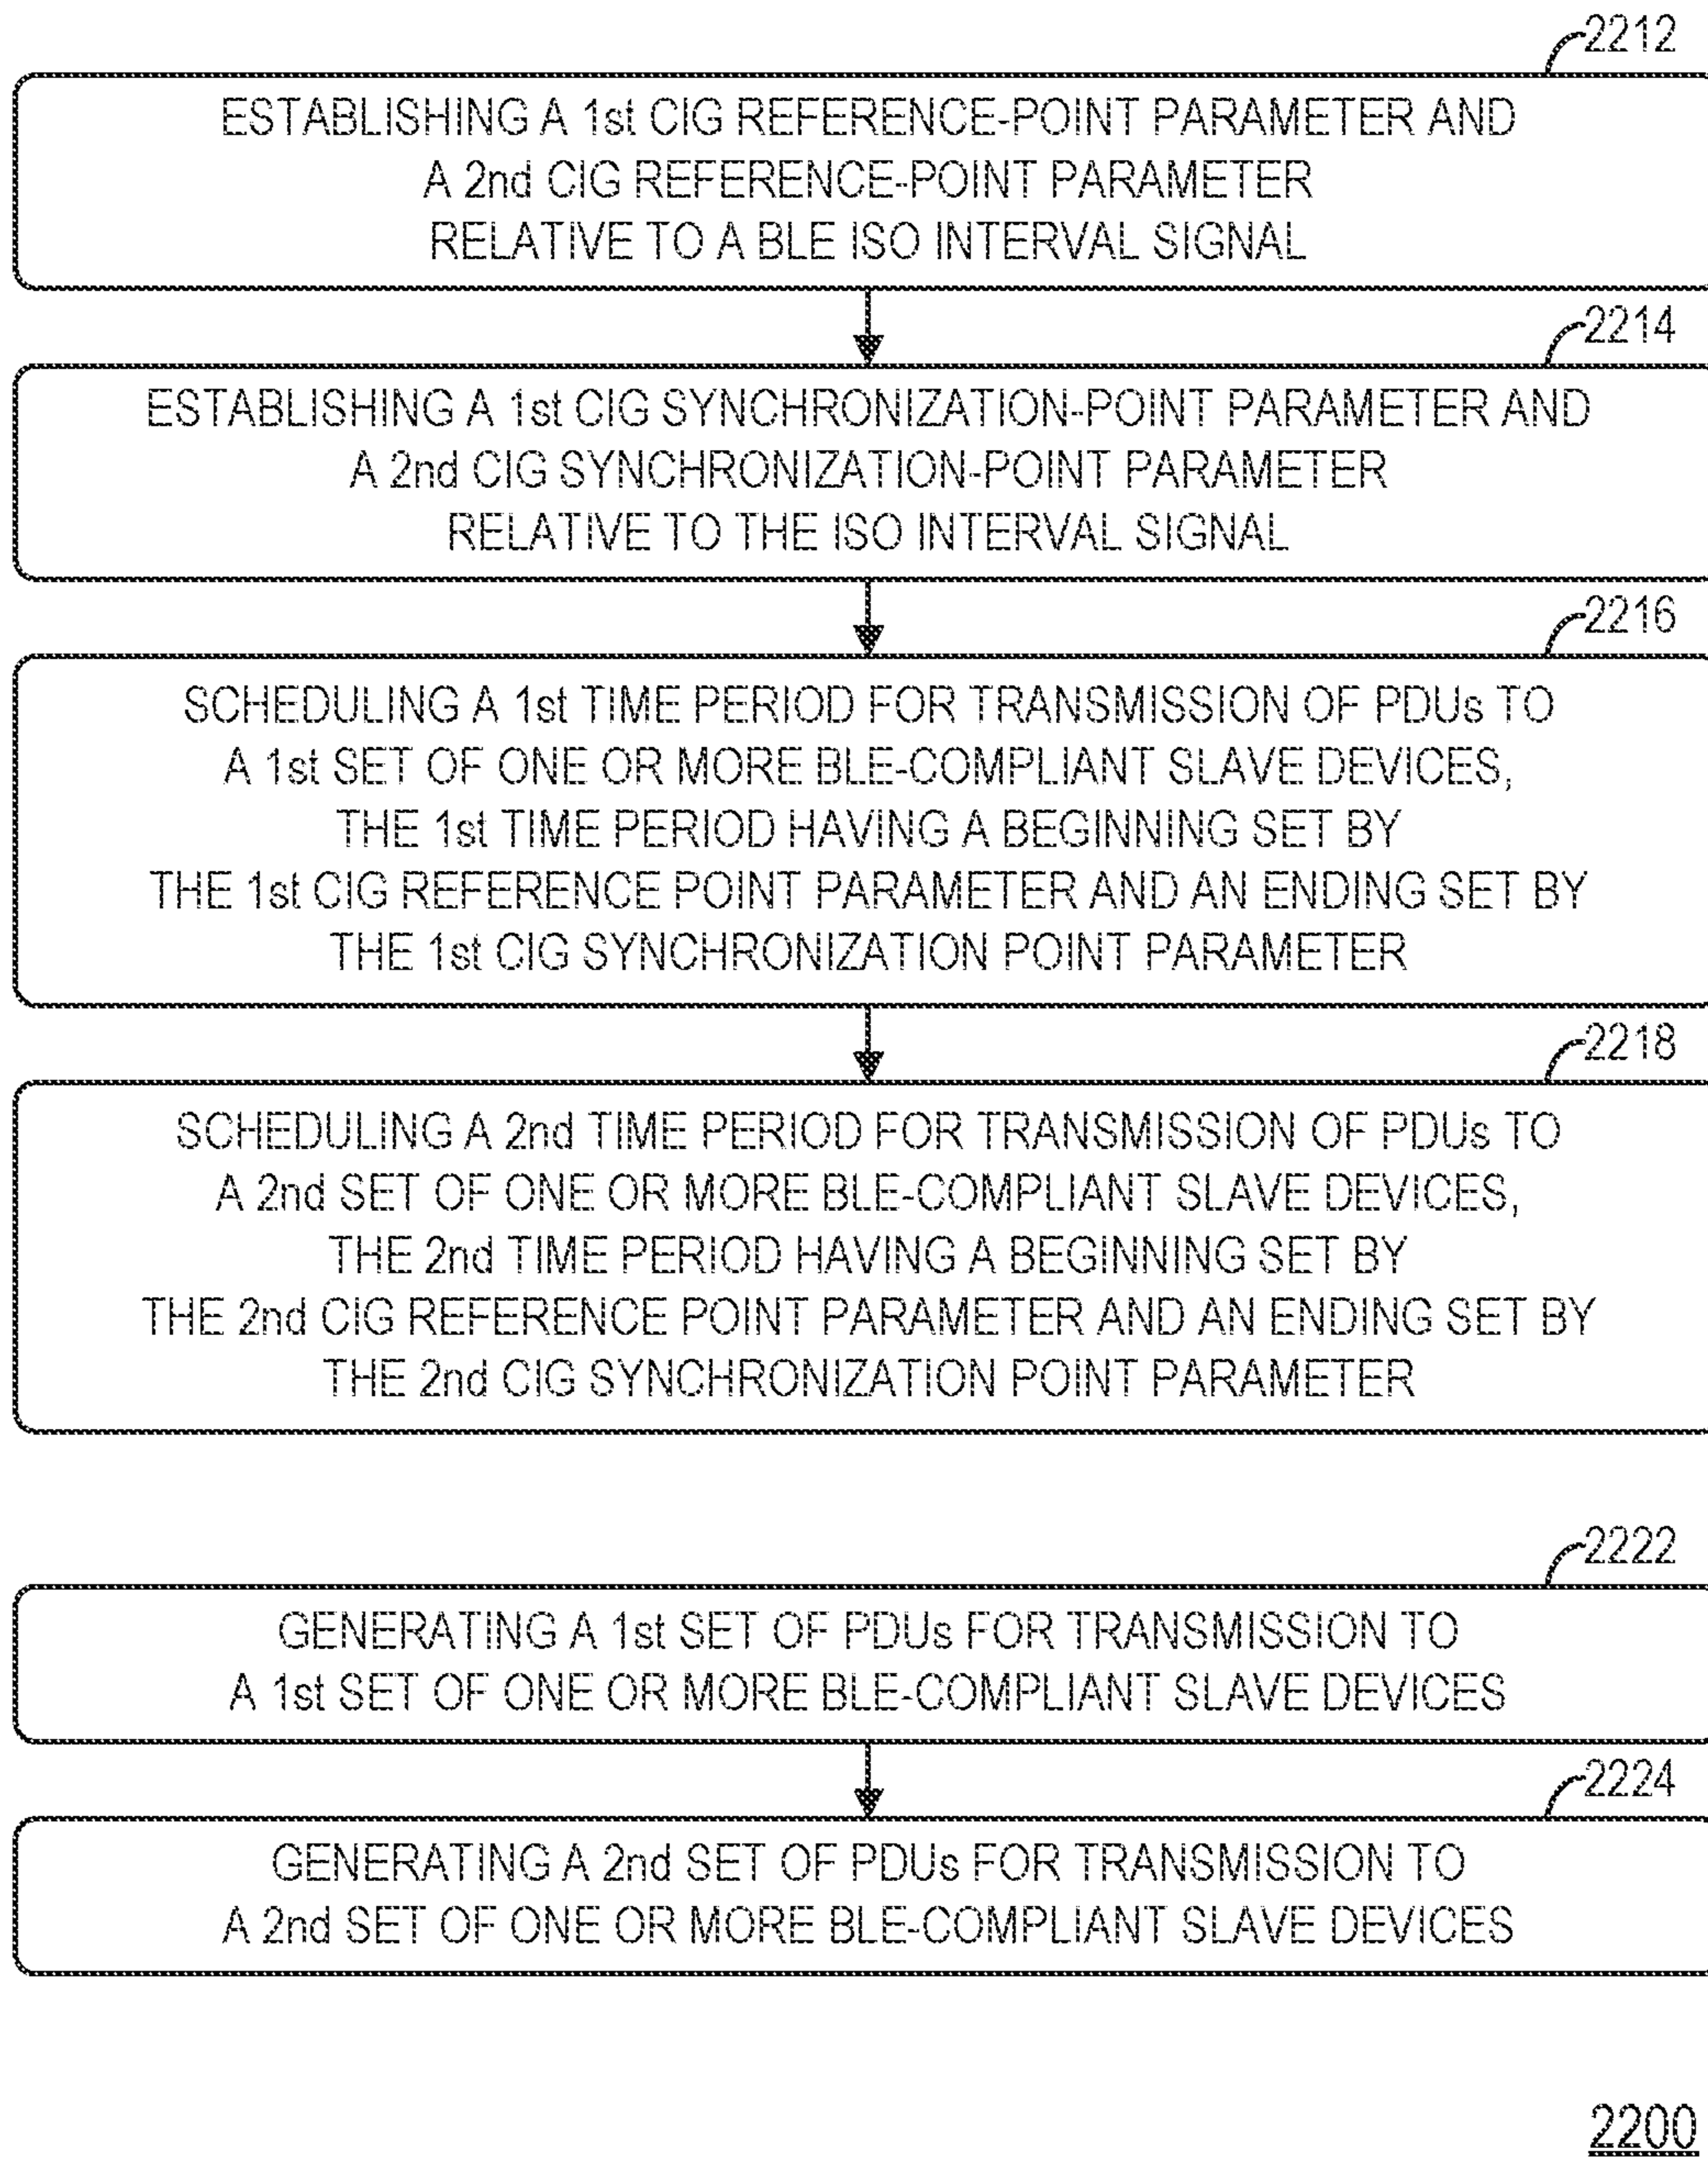 2212
ESTABLISHING A 1st CIG REFERENCE-POINT PARAMETER AND
A 2nd CIG REFERENCE-POINT PARAMETER
RELATIVE TO A BLE ISO INTERVAL SIGNAL
2214
ESTABLISHING A 1st CIG SYNCHRONIZATION-POINT PARAMETER AND
A 2nd CIG SYNCHRONIZATION-POINT PARAMETER
RELATIVE TO THE ISO INTERVAL SIGNAL
2216
SCHEDULING A 1st TIME PERIOD FOR TRANSMISSION OF PDUs TO
A 1st SET OF ONE OR MORE BLE-COMPLIANT SLAVE DEVICES,
THE 1st TIME PERIOD HAVING A BEGINNING SET BY
THE 1st CIG REFERENCE POINT PARAMETER AND AN ENDING SET BY
THE 1st CIG SYNCHRONIZATION POINT PARAMETER
2218
SCHEDULING A 2nd TIME PERIOD FOR TRANSMISSION OF PDUs TO
A 2nd SET OF ONE OR MORE BLE-COMPLIANT SLAVE DEVICES,
THE 2nd TIME PERIOD HAVING A BEGINNING SET BY
THE 2nd CIG REFERENCE POINT PARAMETER AND AN ENDING SET BY
THE 2nd CIG SYNCHRONIZATION POINT PARAMETER
2222
GENERATING A 1st SET OF PDUs FOR TRANSMISSION TO
A 1st SET OF ONE OR MORE BLE-COMPLIANT SLAVE DEVICES
2224
GENERATING A 2nd SET OF PDUs FOR TRANSMISSION TO
A 2nd SET OF ONE OR MORE BLE-COMPLIANT SLAVE DEVICES
2200